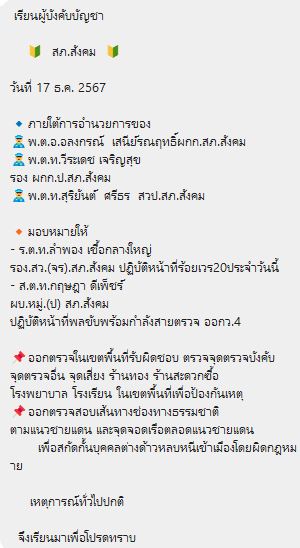 เรียนผู้บังคับบัญชา
🔰 สภ.สังคม 🔰
วันที่ 17 ธ.ค. 2567
🔹ภายใต้การอำนวยการของ
👮พ.ต.อ.อลงกรณ์ เสนีย์รณฤทธิ์ผกก.สภ.สังคม
👮พ.ต.ท.วีระเดช เจริญสุข
รอง ผกก.ป.สภ.สังคม
👮พ.ต.ท.สุริยันต์ ศรีธร สวป.สภ.สังคม
🔸มอบหมายให้
- ร.ต.ท.ลำพอง เชื้อกลางใหญ่
รอง.สว.(จร).สภ.สังคม ปฏิบัติหน้าที่ร้อยเวร20ประจำวันนี้
- ส.ต.ท.กฤษฎา ดีเพ็ชร์
ผบ.หมู่.(ป) สภ.สังคม
ปฏิบัติหน้าที่พลขับพร้อมกำลังสายตรวจ ออกว.4
📌ออกตรวจในเขตพื้นที่รับผิดชอบ ตรวจจุดตรวจบังคับ
จุดตรวจอื่น จุดเสี่ยง ร้านทอง ร้านสะดวกซื้อ
โรงพยาบาล โรงเรียน ในเขตพื้นที่เพื่อป้องกันเหตุ
📌ออกตรวจสอบเส้นทางช่องทางธรรมชาติ
ตามแนวชายแดน และจุดจอดเรือตลอดแนวชายแดน
เพื่อสกัดกั้นบุคคลต่างด้าวหลบหนีเข้าเมืองโดยผิดกฎหม
าย
เหตุการณ์ทั่วไปปกติ
จึงเรียนมาเพื่อโปรดทราบ